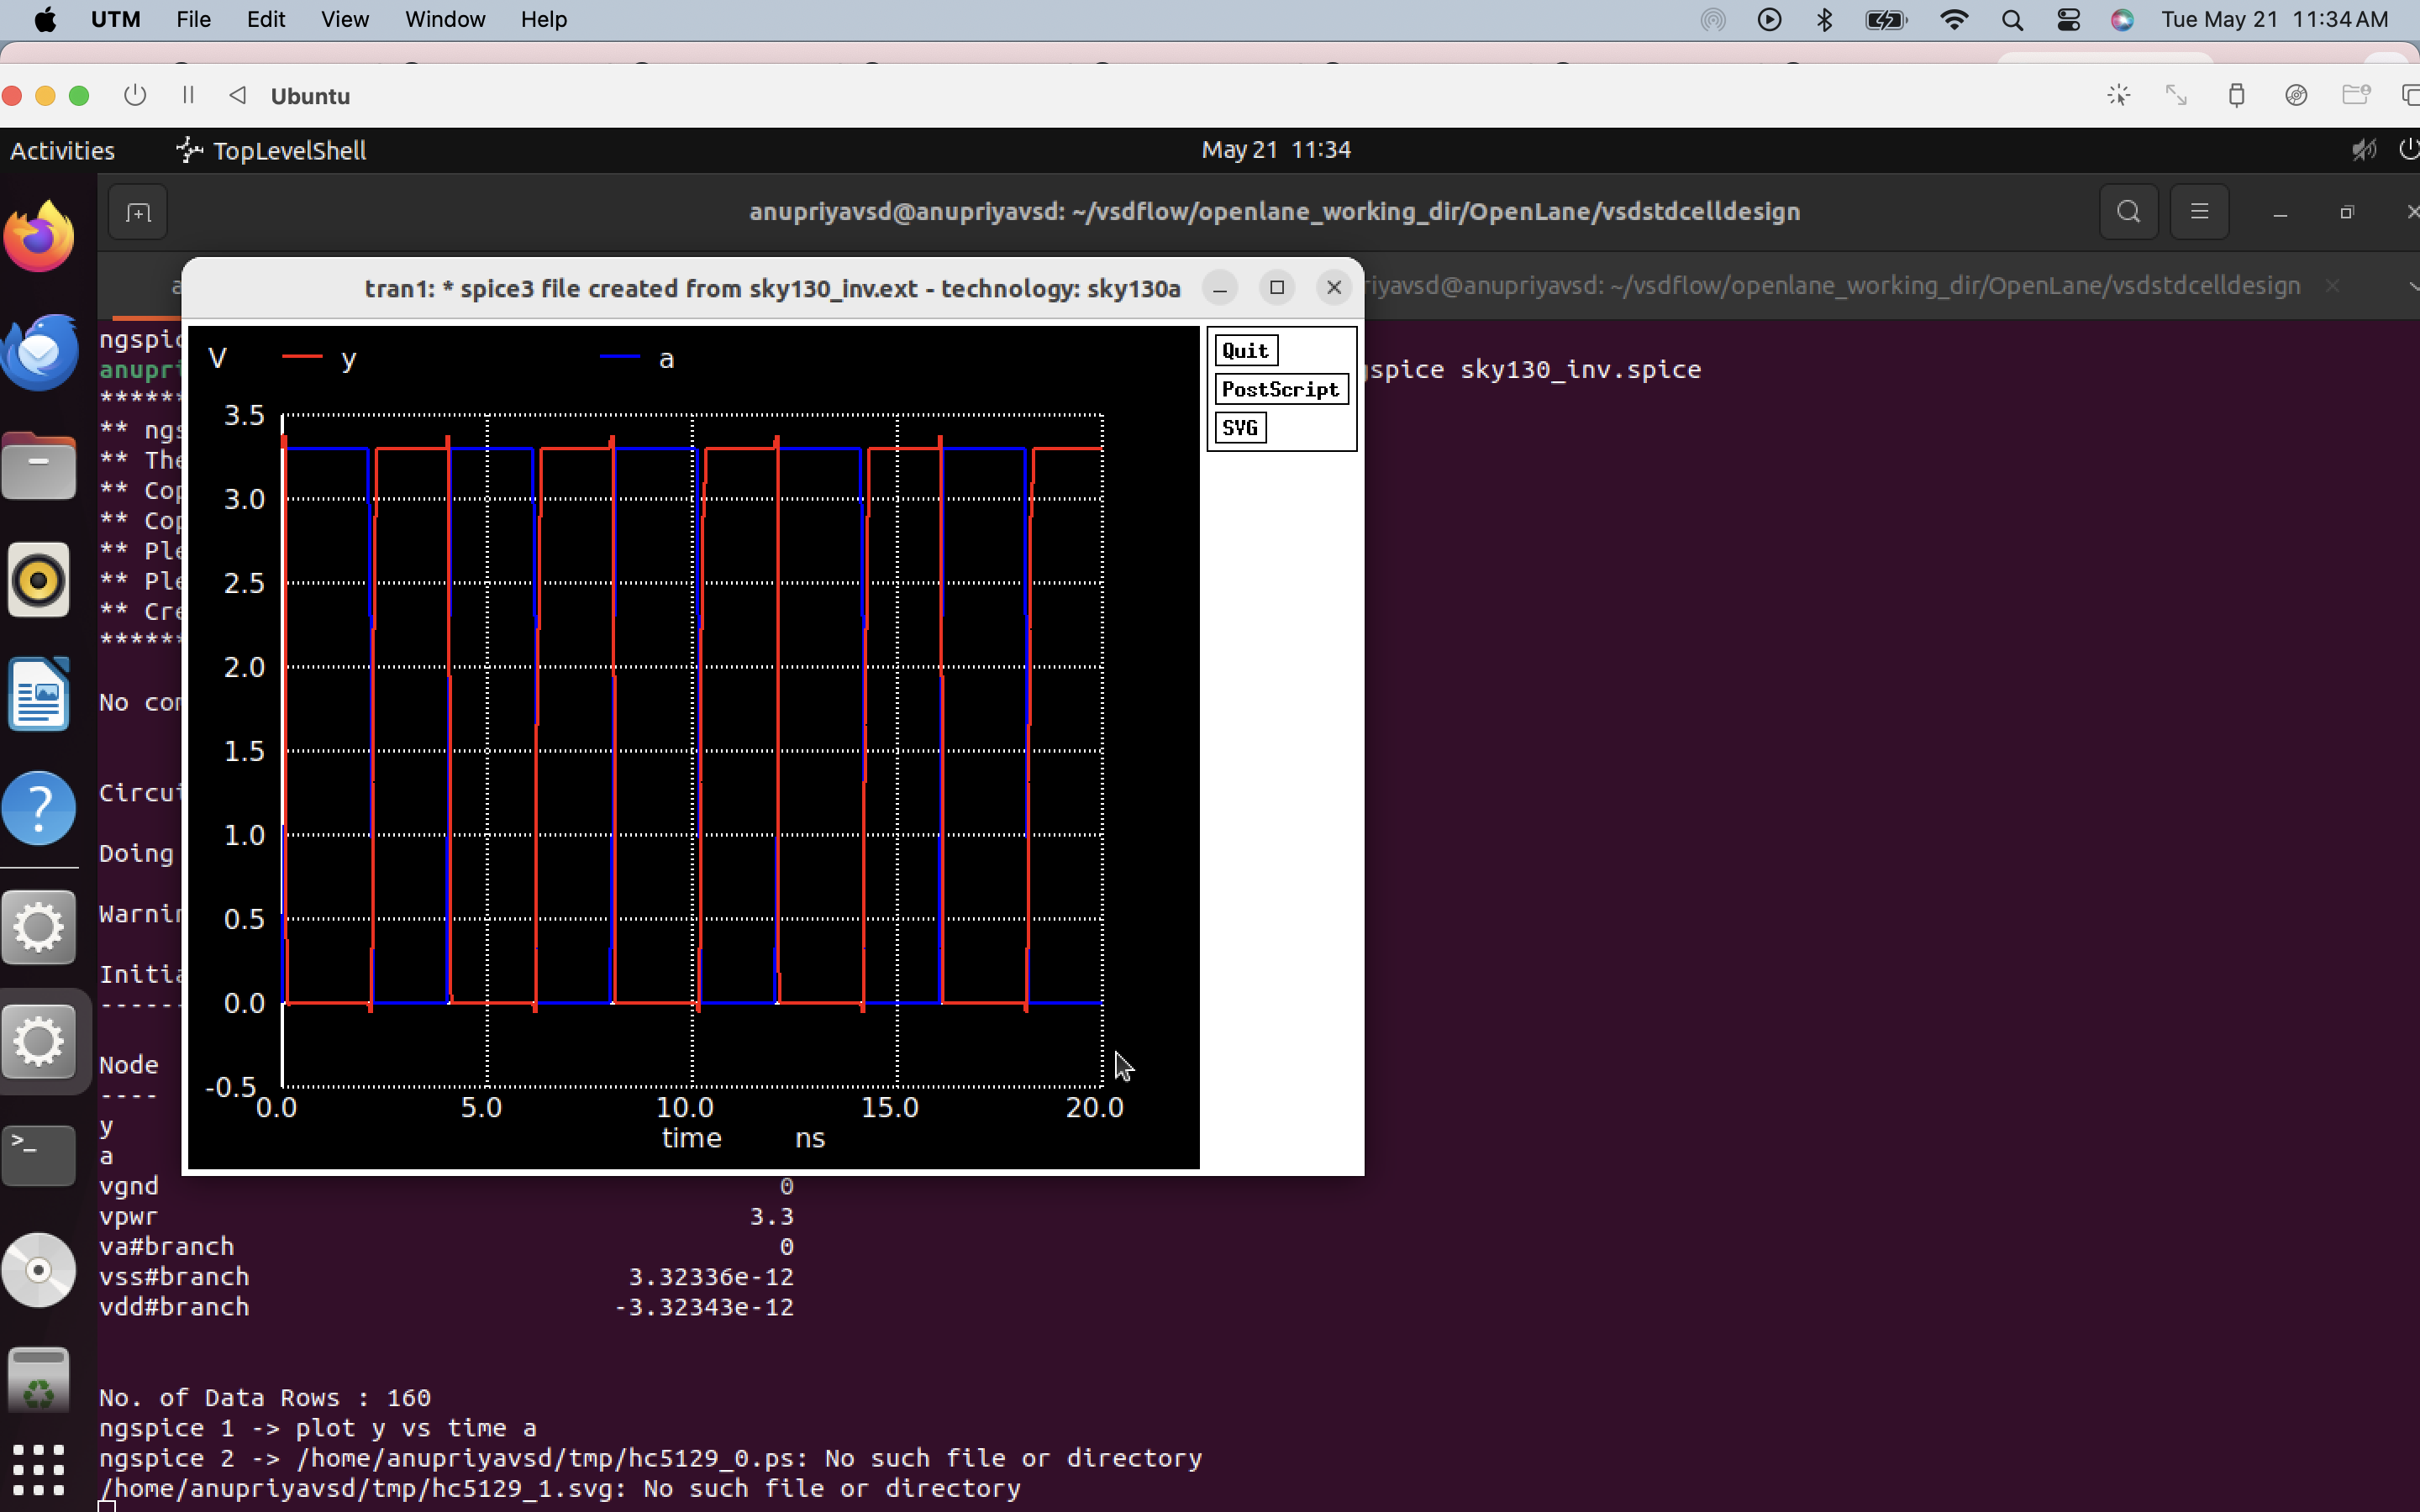 UTM File Edit View Window Help Tue May 21 11:34 AM
Ubuntu
Activities TopLevelShell May 21 11:34
anupriyavsd@anupriyavsd: ~/vsdflow/openlane_working_dir/OpenLane/vsdstdcelldesign
a riyavsd@anupriyavsd: ~/vsdflow/openlane_working_dir/OpenLane/vsdstdcelldesign
tran1: * spice3 file created from sky130_inv.ext - technology: sky130a
Quit
PostScript
SVG
V y a
3.5
3.0
2.5
2.0
1.5
1.0
0.5
0.0
-0.5
0.0 5.0 10.0 15.0 20.0
time ns
ngspic
anupri gspice sky130_inv.spice
******
** ngs
** The
** Cop
** Cop
** Ple
** Ple
** Cre
******
No com
Circui
Doing
Warnin
Initia
------
Node
----
y
a
vgnd 0
vpwr 3.3
va#branch 0
vss#branch 3.32336e-12
vdd#branch -3.32343e-12
No. of Data Rows : 160
ngspice 1 -> plot y vs time a
ngspice 2 -> /home/anupriyavsd/tmp/hc5129_0.ps: No such file or directory
/home/anupriyavsd/tmp/hc5129_1.svg: No such file or directory